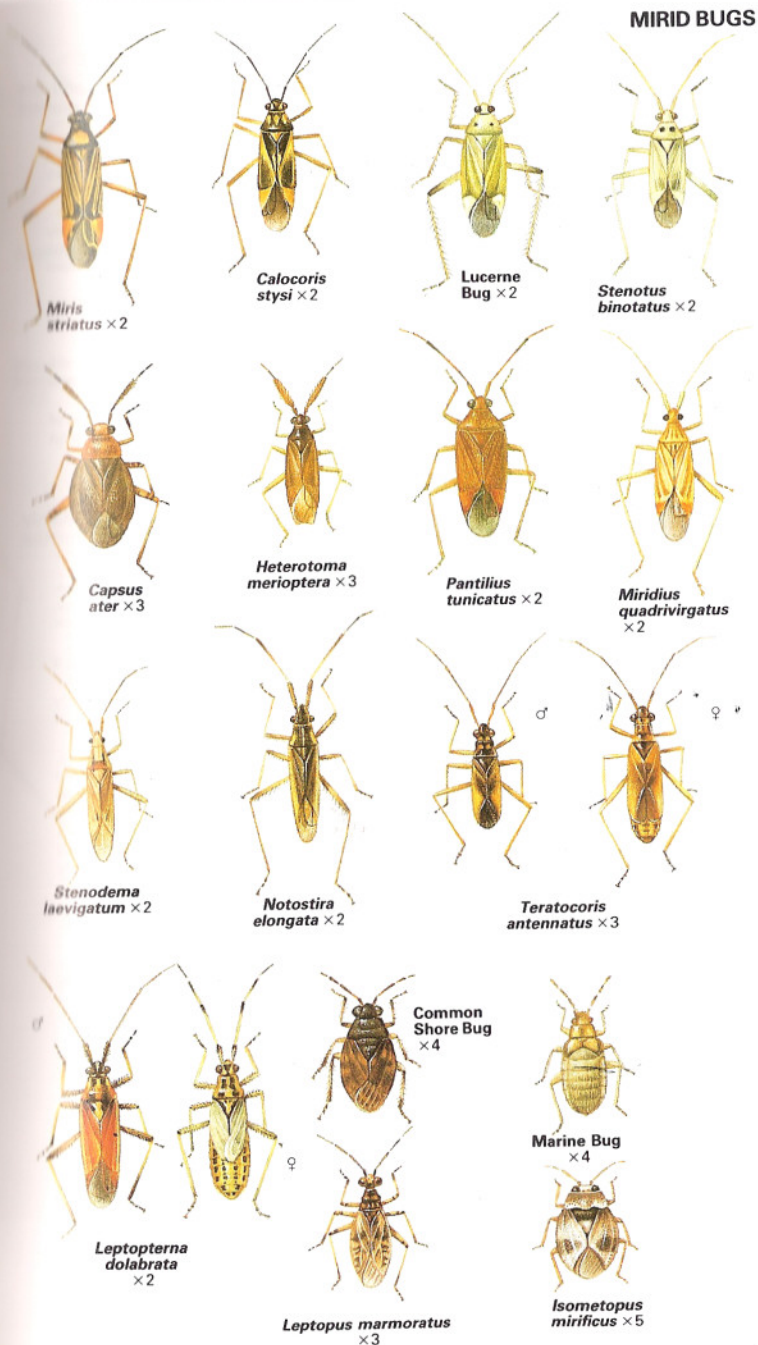 MIRID BUGS
Miris
striatus ×2
Calocoris
stysi ×2
Lucerne
Bug ×2
Stenotus
binotatus ×2
Capsus
ater ×3
Heterotoma
merioptera ×3
Pantilius
tunicatus ×2
Miridius
quadrivirgatus
×2
♂
♀
Stenodema
laevigatum ×2
Notostira
elongata ×2
Teratocoris
antennatus ×3
♂
♀
Leptopterna
dolabrata
×2
Common
Shore Bug
×4
Marine Bug
×4
Leptopus marmoratus
×3
Isometopus
mirificus ×5